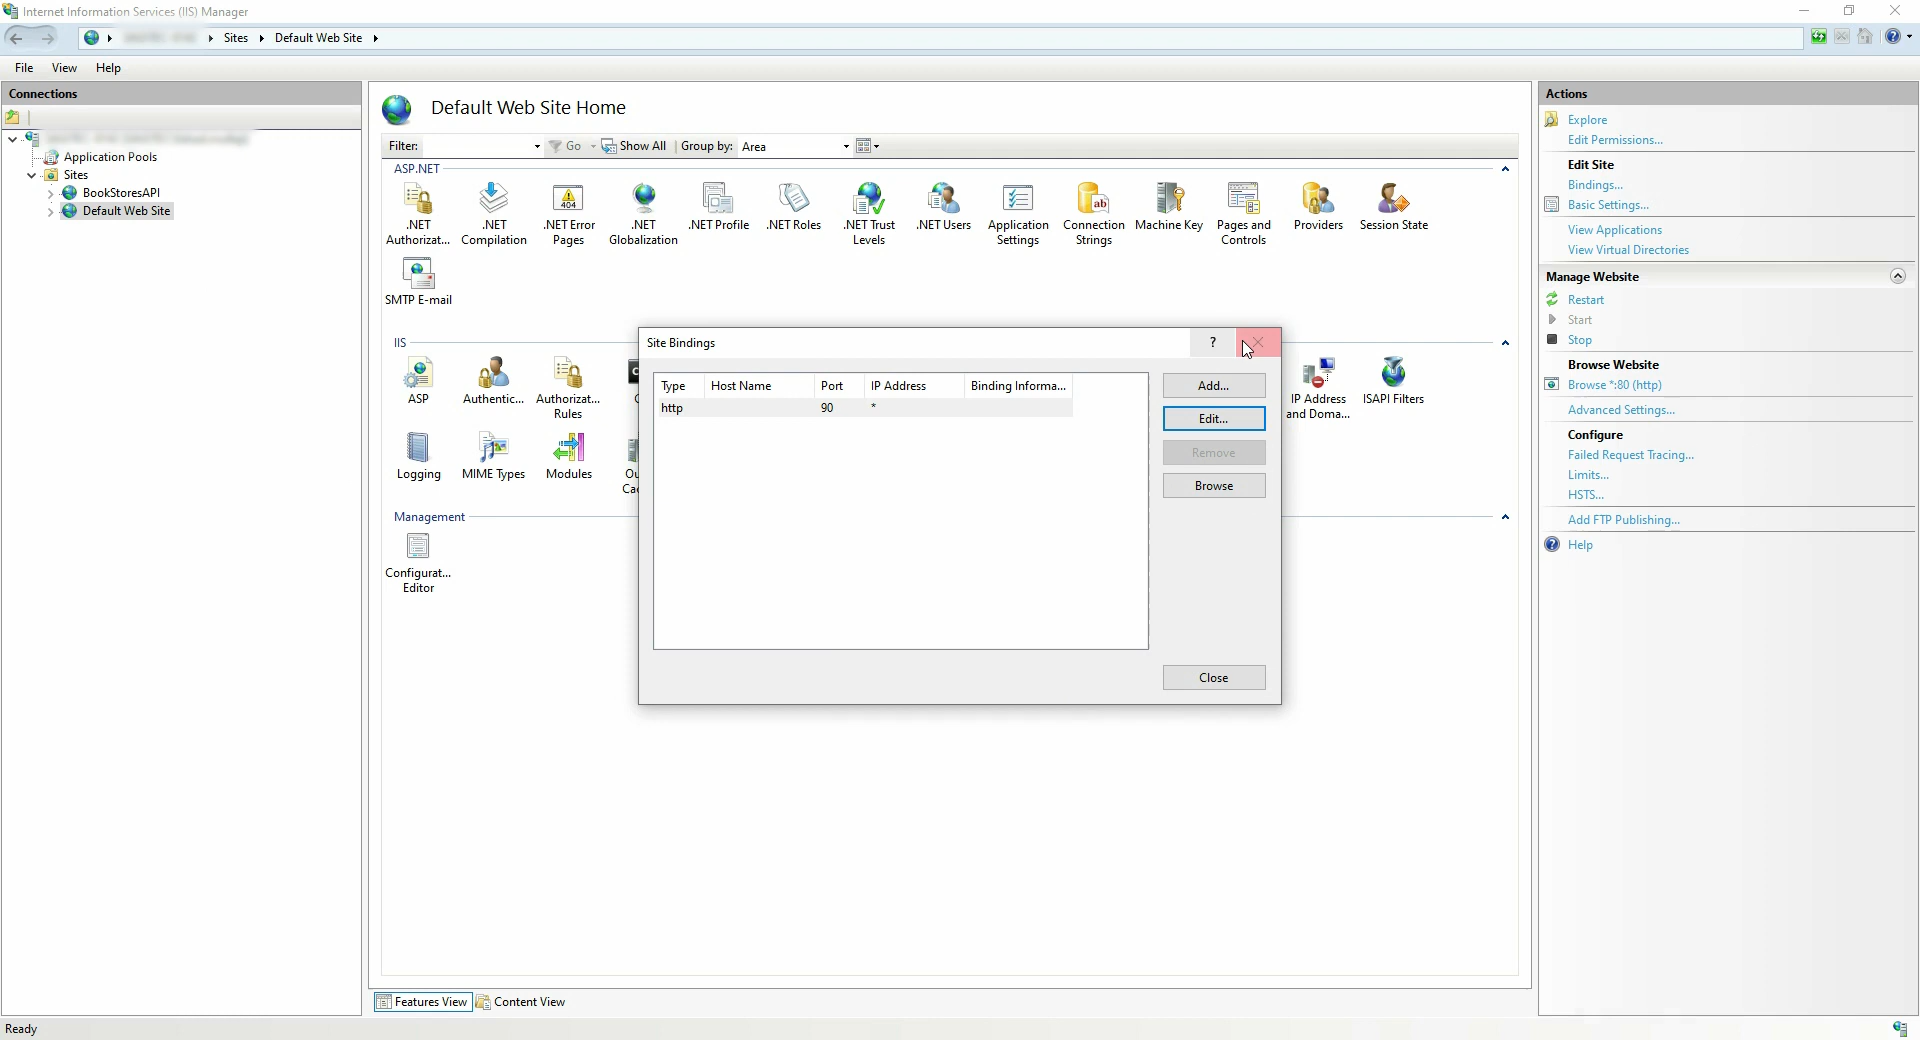 Internet Information Services (IIS) Manager
Sites
Default Web Site
File View Help
Connections
Application Pools
Sites
BookStoresAPI
Default Web Site
Default Web Site Home
Filter: Go Show All Group by: Area
ASP.NET
.NET Authorizat...
.NET Compilation
.NET Error Pages
.NET Globalization
.NET Profile
.NET Roles
.NET Trust Levels
.NET Users
Application Settings
Connection Strings
Machine Key
Pages and Controls
Providers
Session State
SMTP E-mail
IIS
ASP
Authentic...
Authorizat... Rules
IP Address and Doma...
ISAPI Filters
Logging
MIME Types
Modules
Management
Configurat... Editor
Site Bindings
?
Type Host Name Port IP Address Binding Informa...
http 90 *
Add...
Edit...
Remove
Browse
Close
Features View Content View
Actions
Explore
Edit Permissions...
Edit Site
Bindings...
Basic Settings...
View Applications
View Virtual Directories
Manage Website
Restart
Start
Stop
Browse Website
Browse *:80 (http)
Advanced Settings...
Configure
Failed Request Tracing...
Limits...
HSTS...
Add FTP Publishing...
Help
Ready